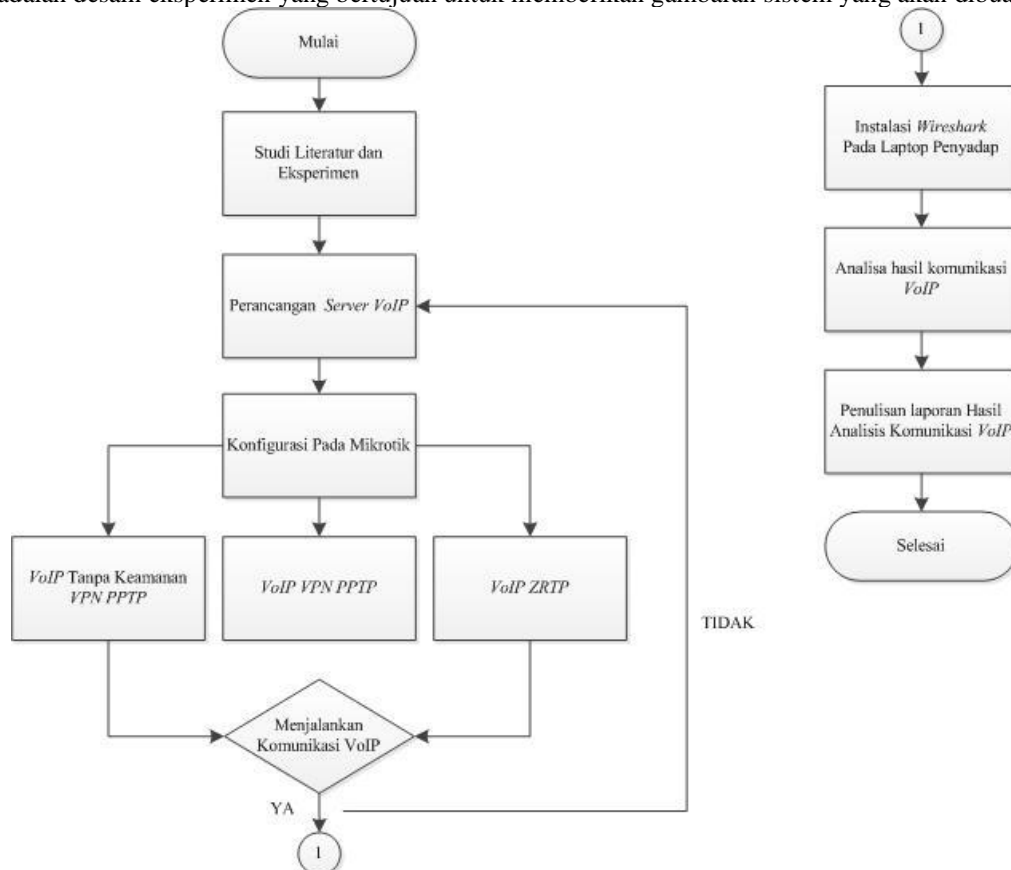 adalah desain eksperimen yang bertujuan untuk memberikan gambaran sistem yang akan dibua
Mulai
Studi Literatur dan
Eksperimen
Perancangan Server VoIP
Konfigurasi Pada Mikrotik
VoIP Tanpa Keamanan
VPN PPTP
VoIP VPN PPTP
VoIP ZRTP
TIDAK
Menjalankan
Komunikasi VoIP
YA
1
1
Instalasi Wireshark
Pada Laptop Penyadap
Analisa hasil komunikasi
VoIP
Penulisan laporan Hasil
Analisis Komunikasi VoIP
Selesai